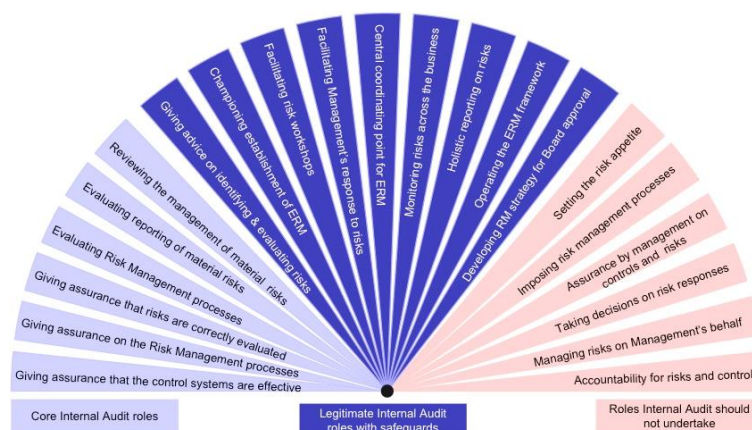 Giving assurance that the control systems are effective
Giving assurance on the Risk Management processes
Giving assurance that risks are correctly evaluated
Evaluating Risk Management processes
Evaluating reporting of material risks
Reviewing the management of material risks
Giving advice on identifying & evaluating risks
Championing establishment of ERM
Facilitating risk workshops
Facilitating Management's response to risks
Central coordinating point for ERM
Monitoring risks across the business
Holistic reporting on risks
Operating the ERM framework
Developing RM strategy for Board approval
Setting the risk appetite
Imposing risk management processes
Assurance by management on
controls and risks
Taking decisions on risk responses
Managing risks on Management's behalf
Accountability for risks and control
Core Internal Audit roles
Legitimate Internal Audit
roles with safeguards
Roles Internal Audit should
not undertake